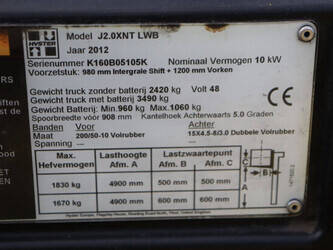 HYSTER
Model J2.0XNT LWB
Jaar 2012
Serienummer K160B05105K Nominaal Vermogen 10 kW
Voorzetstuk: 980 mm Intergrale Shift + 1200 mm Vorken
Gewicht truck zonder batterij 2420 kg Volt 48
Gewicht truck met batterij 3490 kg
Batterij Min.960 kg Max.1060 kg
Spoorbreedte voor 908 mm Kantelhoek Achterwaarts 5.0 Graden
Banden Voor Achter
Maat 200/50-10 Volrubber 15X4.5-8/3.0 Dubbele Volrubber
Spanning --- ---
Max. Hefvermogen Lasthoogte Afm. A Lastzwaartepunt Afm. B Afm. C
1830 kg 4900 mm 500 mm 500 mm
1670 kg 4900 mm 600 mm 600 mm
C
B
A
ERS